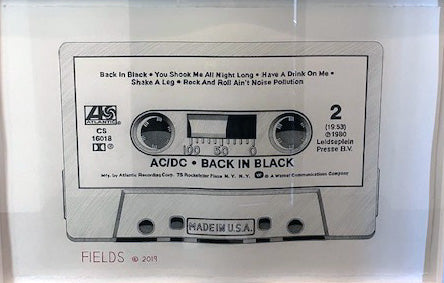 Back In Black • You Shook Me All Night Long • Have A Drink On Me •
Shake A Leg • Rock And Roll Ain't Noise Pollution
ATLANTIC
CS
16018
2
(19:53)
℗1980
Leidseplein
Presse B.V.
100 50 0
AC/DC • BACK IN BLACK
Mfg. by Atlantic Recording Corp. 75 Rockefeller Plaza N.Y. N.Y. A Warner Communications Company
MADE IN U.S.A.
FIELDS © 2019